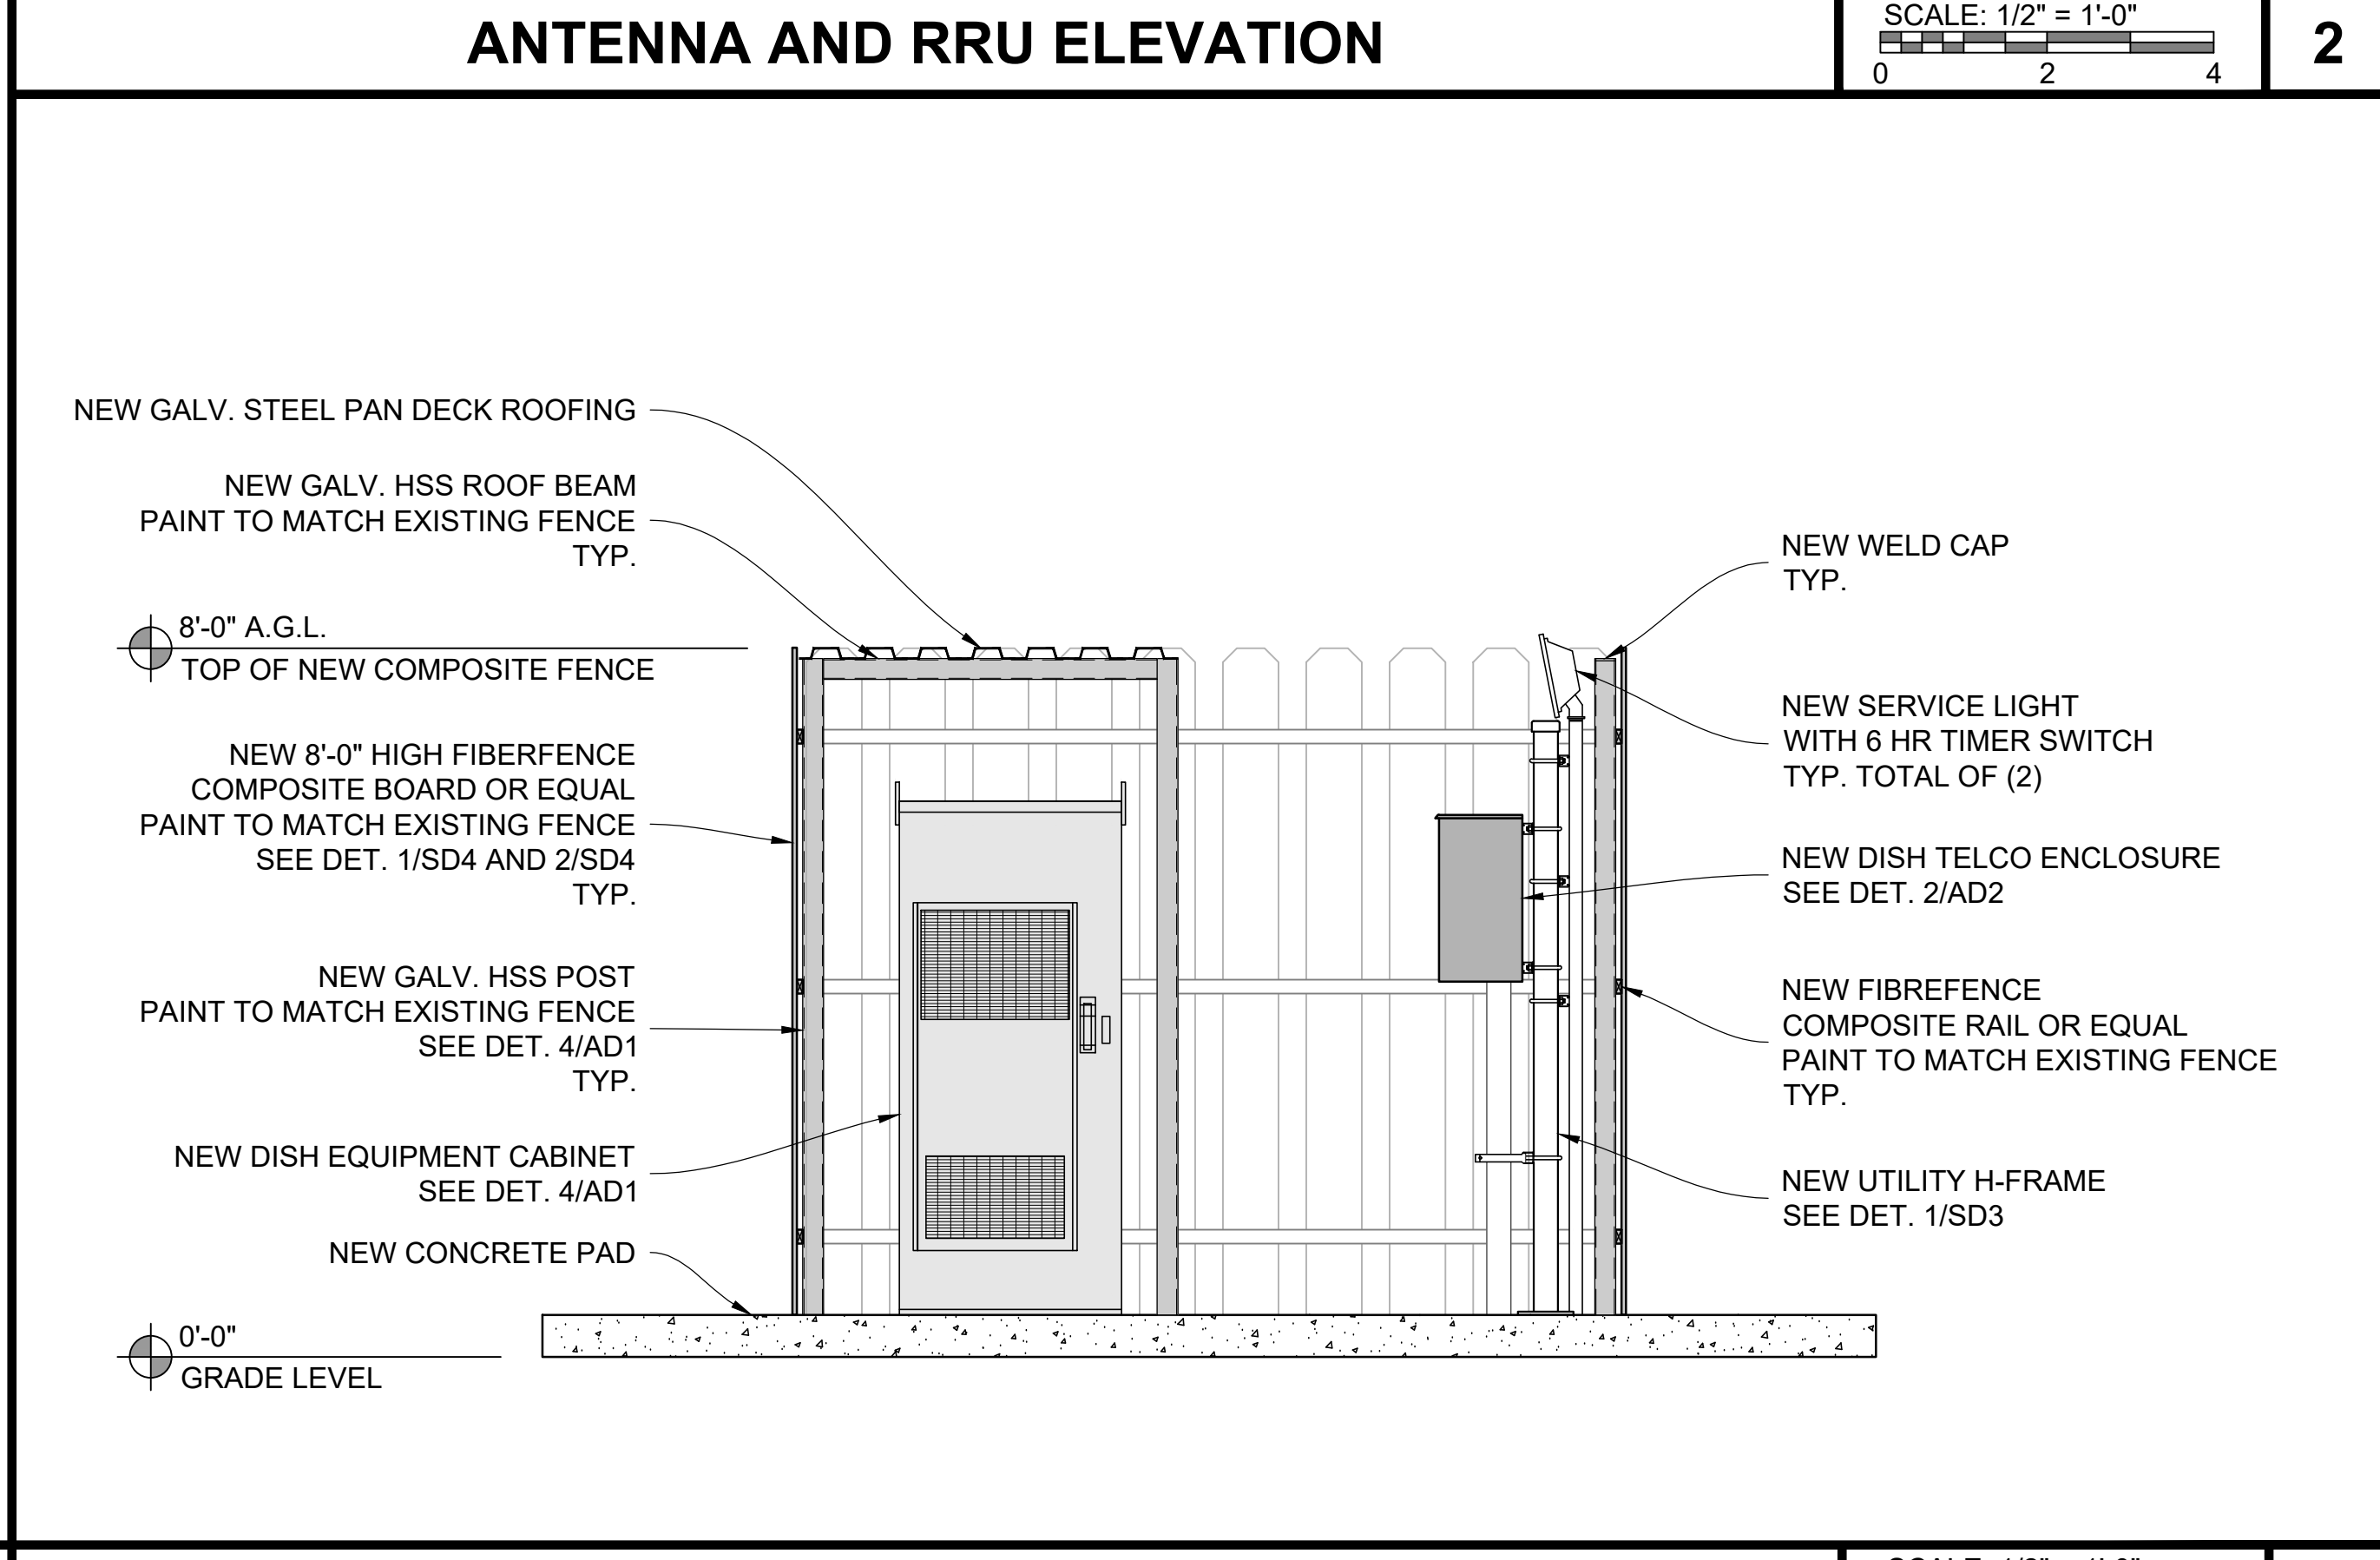 ANTENNA AND RRU ELEVATION
SCALE: 1/2" = 1'-0"
0 2 4
2
NEW GALV. STEEL PAN DECK ROOFING
NEW GALV. HSS ROOF BEAM
PAINT TO MATCH EXISTING FENCE
TYP.
8'-0" A.G.L.
TOP OF NEW COMPOSITE FENCE
NEW 8'-0" HIGH FIBERFENCE
COMPOSITE BOARD OR EQUAL
PAINT TO MATCH EXISTING FENCE
SEE DET. 1/SD4 AND 2/SD4
TYP.
NEW GALV. HSS POST
PAINT TO MATCH EXISTING FENCE
SEE DET. 4/AD1
TYP.
NEW DISH EQUIPMENT CABINET
SEE DET. 4/AD1
NEW CONCRETE PAD
0'-0"
GRADE LEVEL
NEW WELD CAP
TYP.
NEW SERVICE LIGHT
WITH 6 HR TIMER SWITCH
TYP. TOTAL OF (2)
NEW DISH TELCO ENCLOSURE
SEE DET. 2/AD2
NEW FIBREFENCE
COMPOSITE RAIL OR EQUAL
PAINT TO MATCH EXISTING FENCE
TYP.
NEW UTILITY H-FRAME
SEE DET. 1/SD3